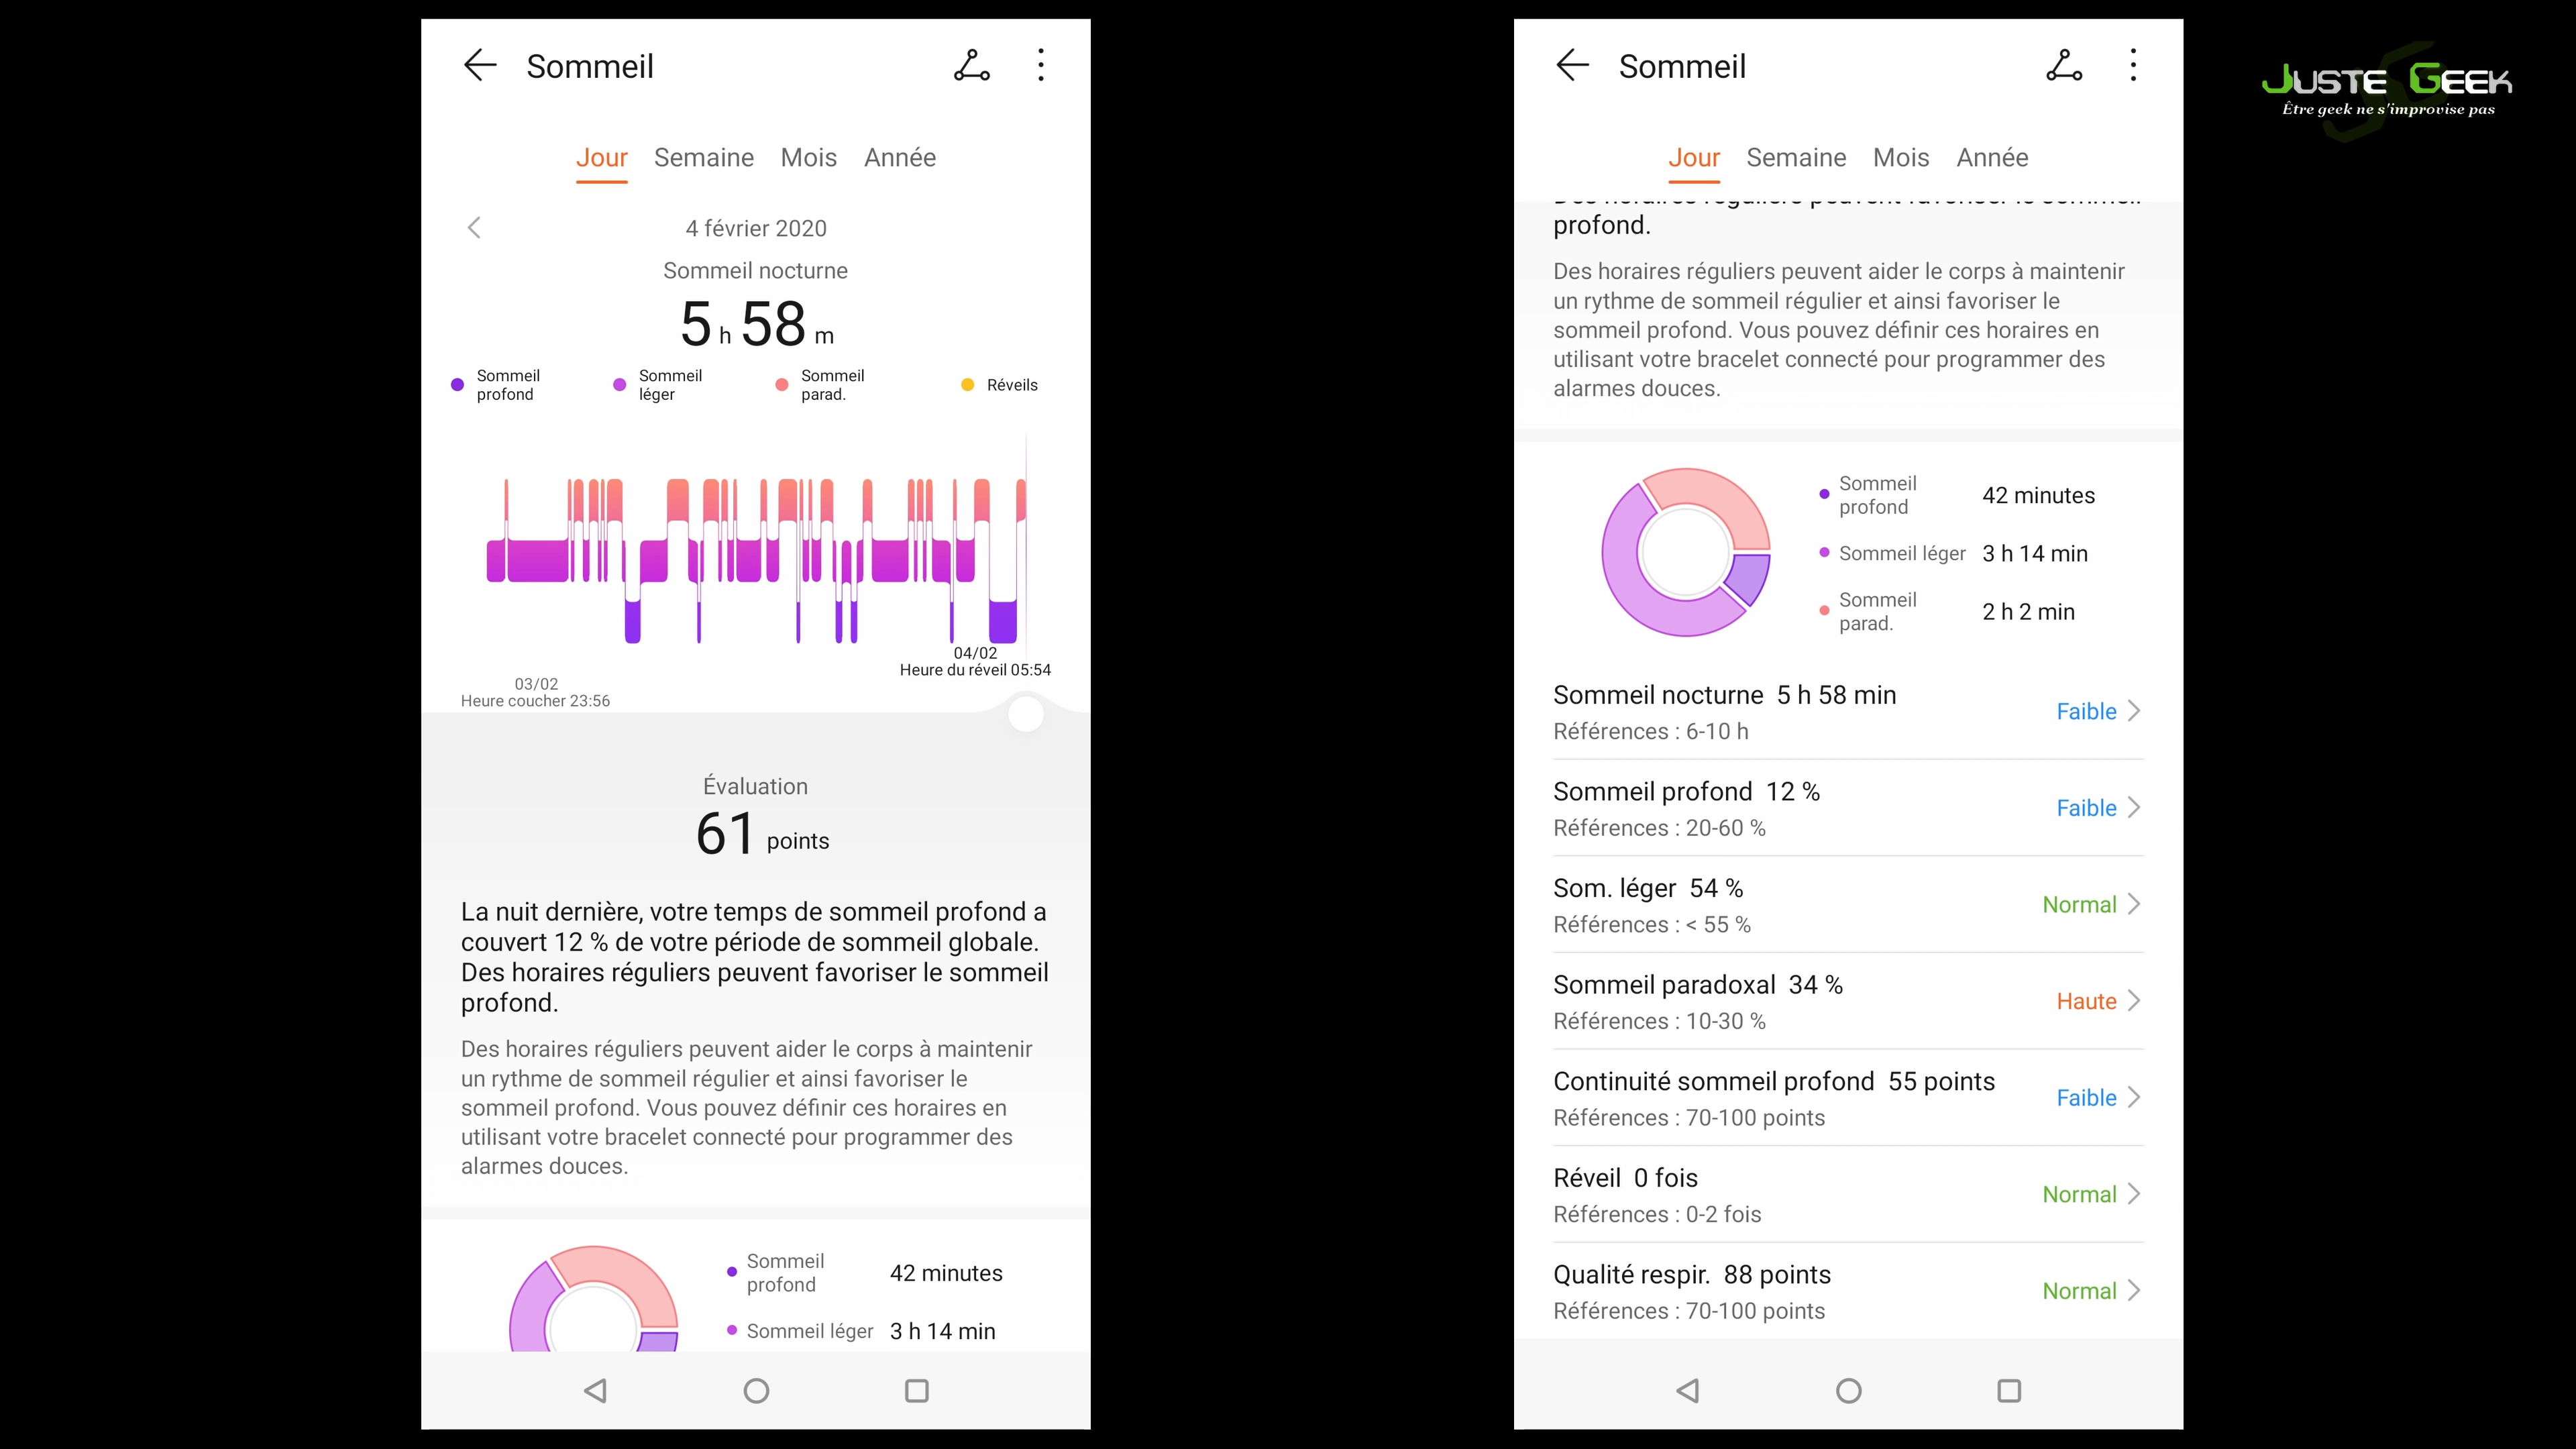 Sommeil
Jour Semaine Mois Année
4 février 2020
Sommeil nocturne
5 h 58 m
Sommeil profond
Sommeil léger
Sommeil parad.
Réveils
04/02
Heure du réveil 05:54
03/02
Heure coucher 23:56
Évaluation
61 points
La nuit dernière, votre temps de sommeil profond a
couvert 12 % de votre période de sommeil globale.
Des horaires réguliers peuvent favoriser le sommeil
profond.
Des horaires réguliers peuvent aider le corps à maintenir
un rythme de sommeil régulier et ainsi favoriser le
sommeil profond. Vous pouvez définir ces horaires en
utilisant votre bracelet connecté pour programmer des
alarmes douces.
Sommeil profond 42 minutes
Sommeil léger 3 h 14 min
Sommeil
Jour Semaine Mois Année
Des horaires réguliers peuvent favoriser le sommeil
profond.
Des horaires réguliers peuvent aider le corps à maintenir
un rythme de sommeil régulier et ainsi favoriser le
sommeil profond. Vous pouvez définir ces horaires en
utilisant votre bracelet connecté pour programmer des
alarmes douces.
Sommeil profond 42 minutes
Sommeil léger 3 h 14 min
Sommeil parad. 2 h 2 min
Sommeil nocturne 5 h 58 min
Références : 6-10 h
Faible
Sommeil profond 12 %
Références : 20-60 %
Faible
Som. léger 54 %
Références : < 55 %
Normal
Sommeil paradoxal 34 %
Références : 10-30 %
Haute
Continuité sommeil profond 55 points
Références : 70-100 points
Faible
Réveil 0 fois
Références : 0-2 fois
Normal
Qualité respir. 88 points
Références : 70-100 points
Normal
JUSTE GEEK
Être geek ne s'improvise pas